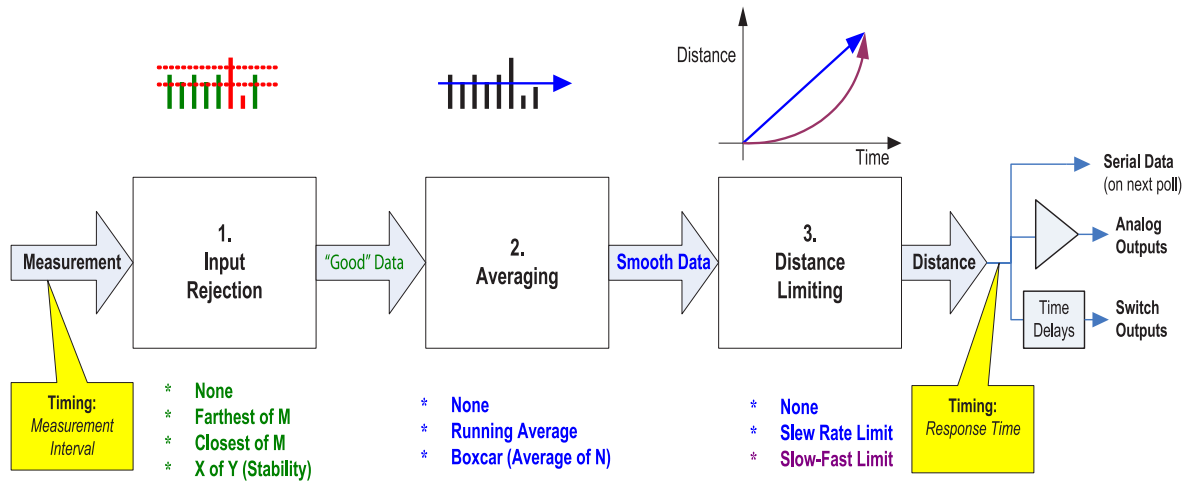 Distance
Time
Measurement
1.
Input
Rejection
"Good" Data
2.
Averaging
Smooth Data
3.
Distance
Limiting
Distance
Serial Data
(on next poll)
Analog
Outputs
Time
Delays
Switch
Outputs
Timing:
Measurement
Interval
* None
* Farthest of M
* Closest of M
* X of Y (Stability)
* None
* Running Average
* Boxcar (Average of N)
* None
* Slew Rate Limit
* Slow-Fast Limit
Timing:
Response Time